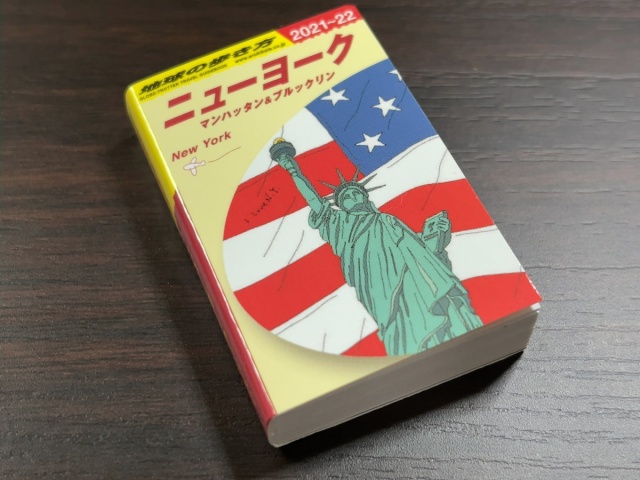 地球の歩き方
2021~22
ニューヨーク
マンハッタン&ブルックリン
New York
I Love N.Y.